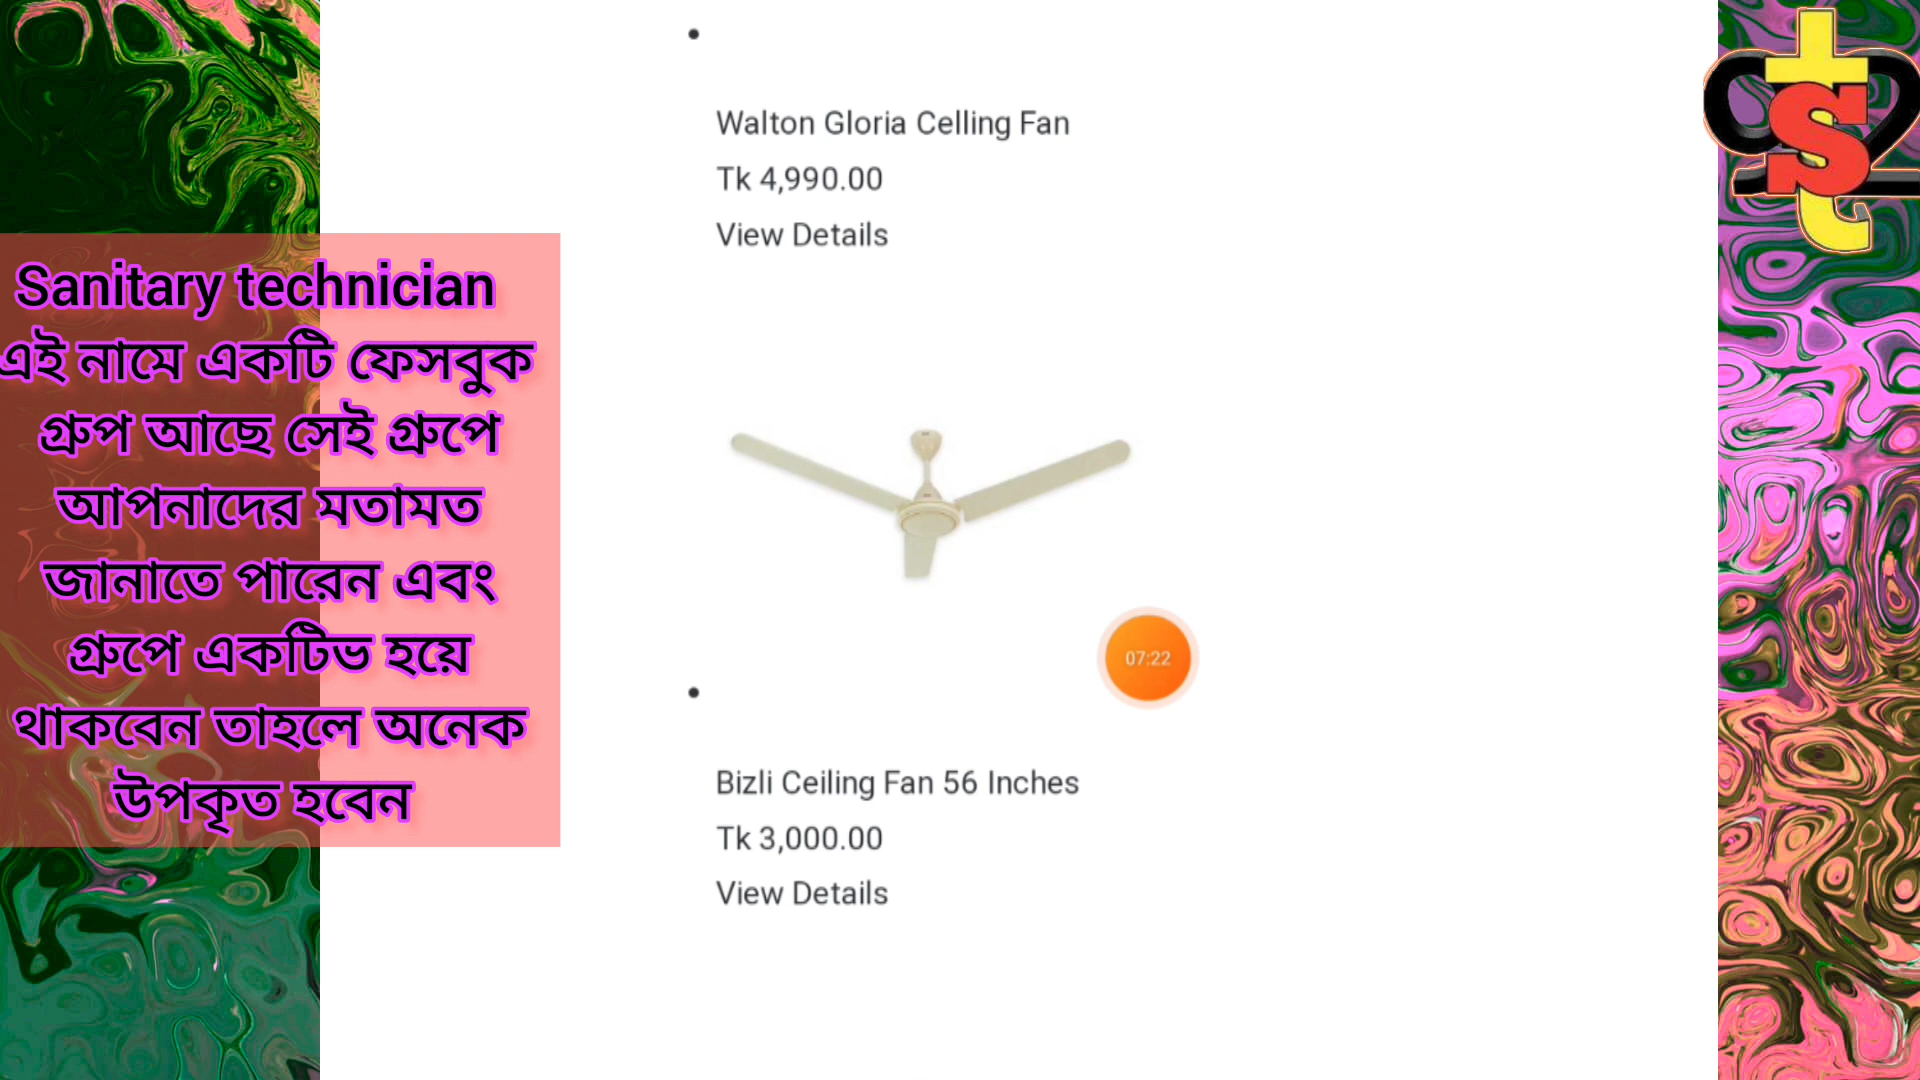 Sanitary technician
এই নামে একটি ফেসবুক
গ্রুপ আছে সেই গ্রুপে
আপনাদের মতামত
জানাতে পারেন এবং
গ্রুপে একটিভ হয়ে
থাকবেন তাহলে অনেক
উপকৃত হবেন
Walton Gloria Celling Fan
Tk 4,990.00
View Details
07:22
Bizli Ceiling Fan 56 Inches
Tk 3,000.00
View Details